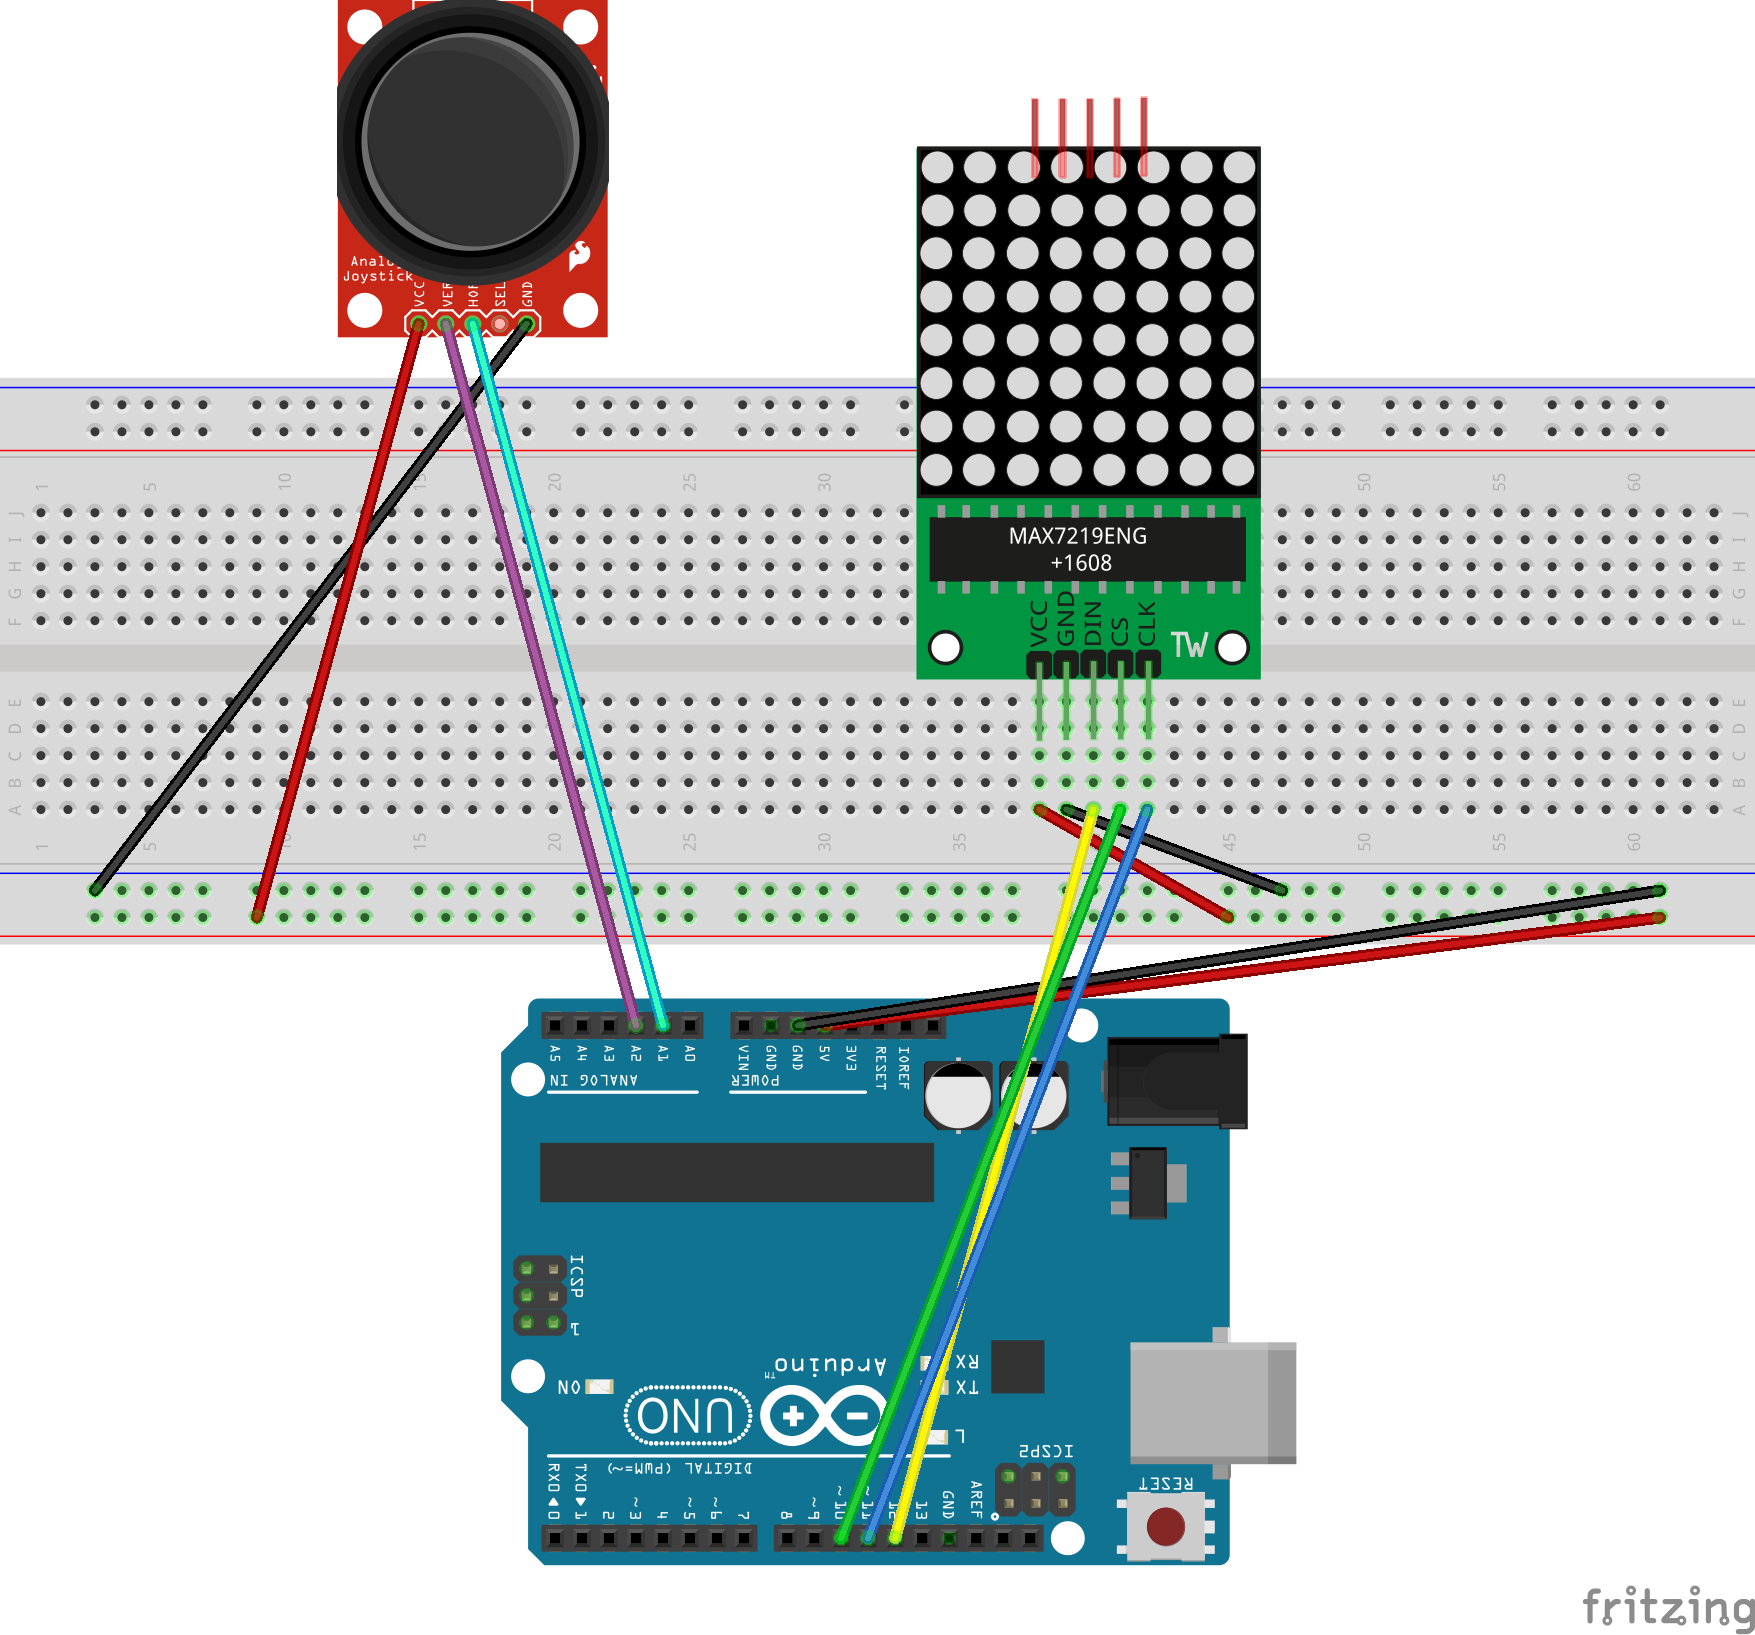 Analog
Joystick
VCC
VER
HOR
SEL
GND
1 5 10 15 20 25 30 50 55 60
J
I
H
G
F
J
I
H
G
F
MAX7219ENG
+1608
VCC
GND
DIN
CS
CLK
TW
E
D
C
B
A
E
D
C
B
A
1 5 15 20 25 30 35 45 50 55 60
A5 A4 A3 A2 A1 A0
VIN GND GND 5V 3V3 RESET IOREF
ANALOG IN
POWER
ICSP
1
Arduino
TM
RX
TX
ON
UNO
L
ICSP2
DIGITAL (PWM=~)
RESET
RX0◄0 TX0►1 2 ~3 4 ~5 ~6 7 8 ~9 ~10 ~11 12 13 GND AREF
fritzing